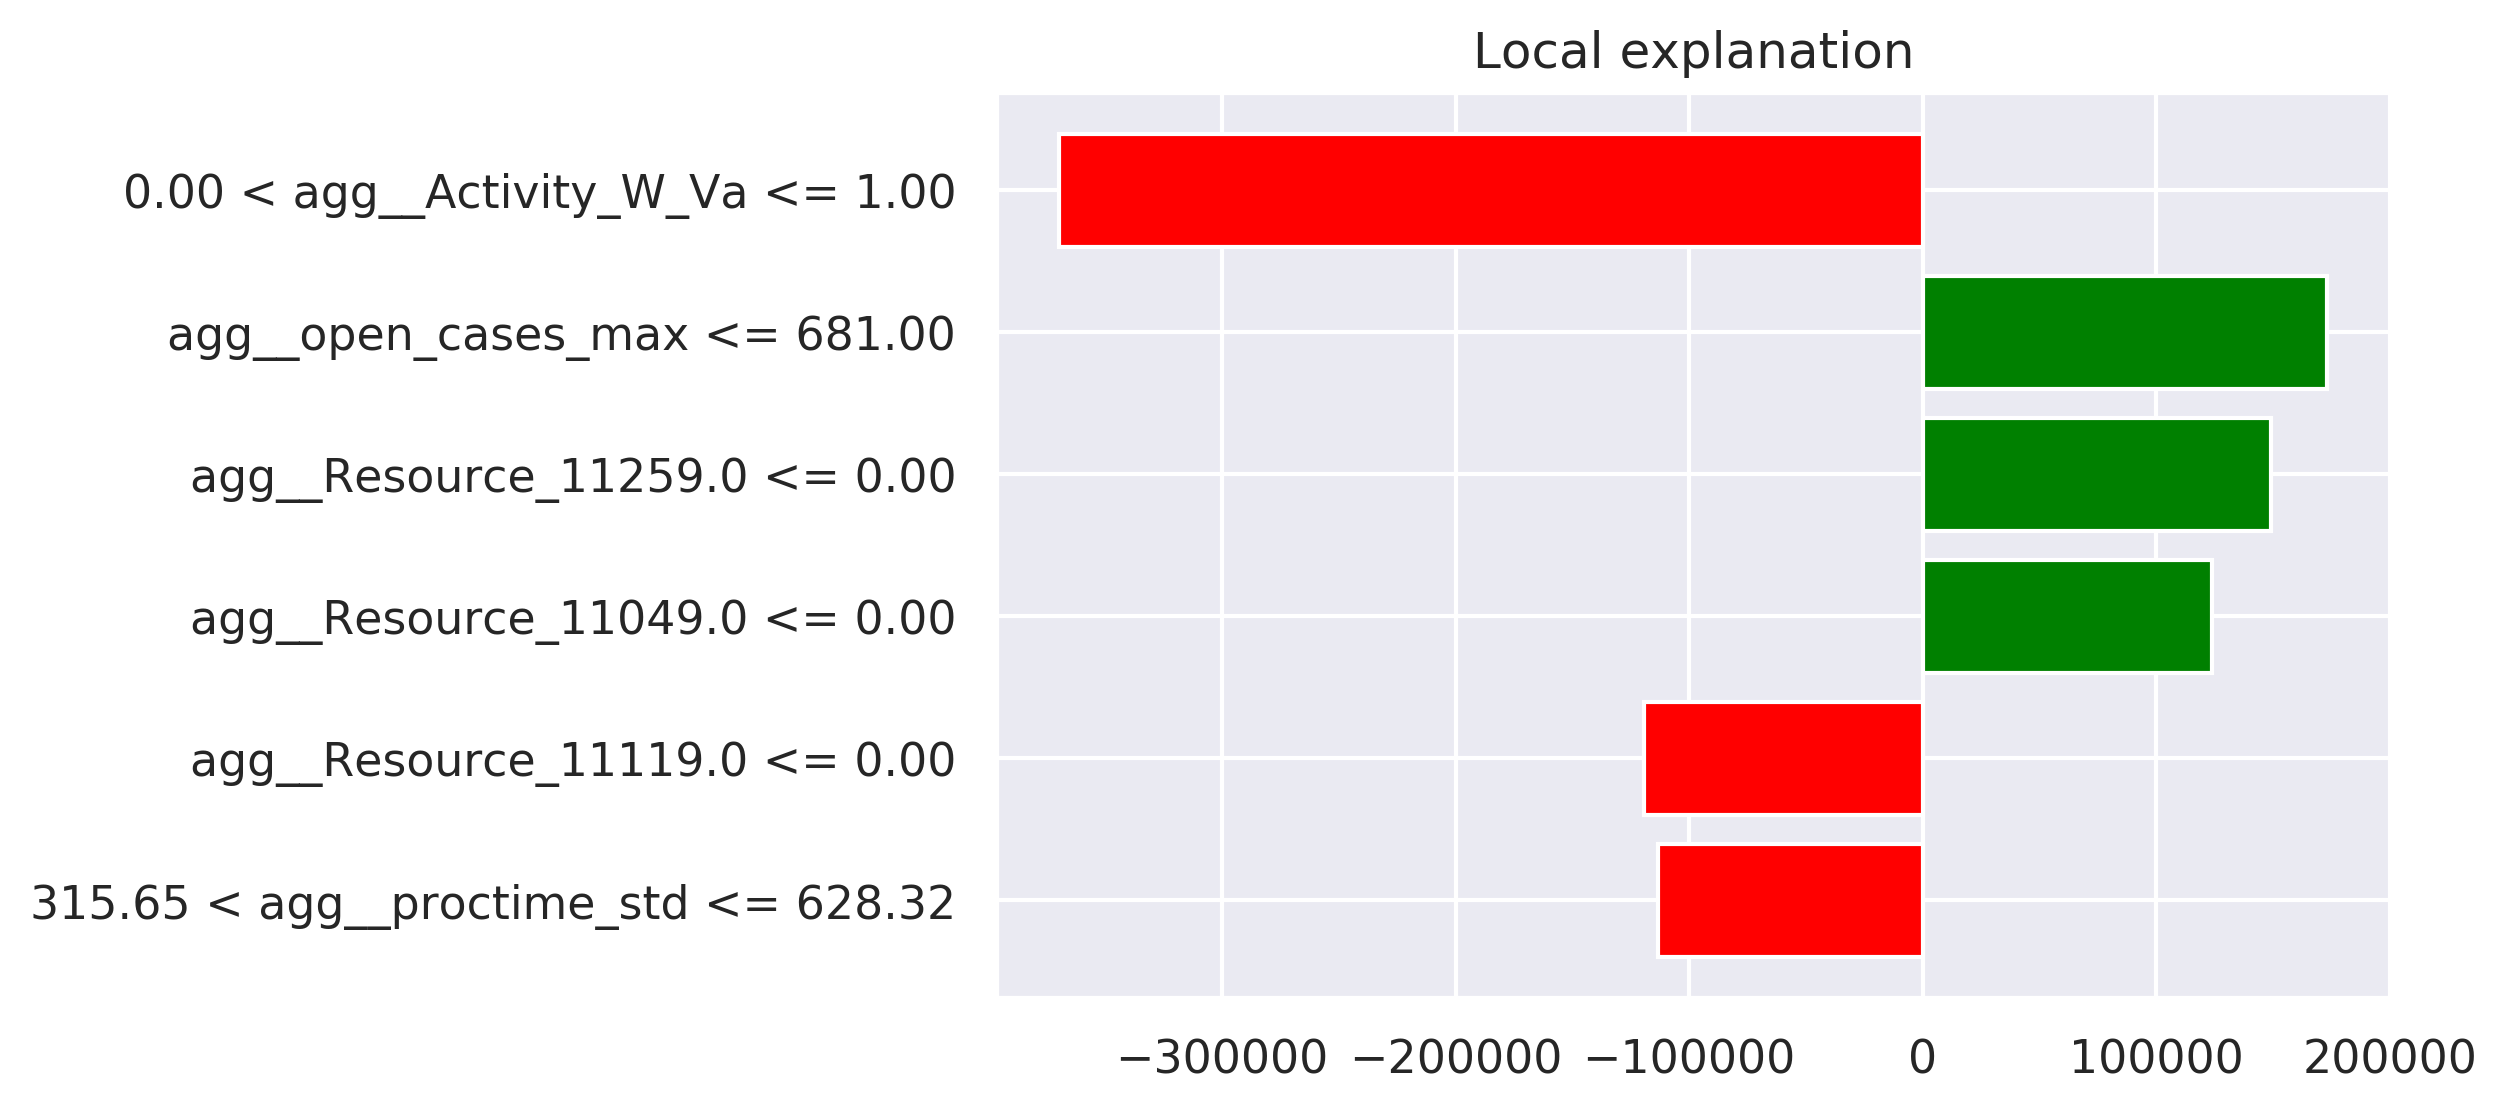 Local explanation
0.00 < agg__Activity_W_Va <= 1.00
agg__open_cases_max <= 681.00
agg__Resource_11259.0 <= 0.00
agg__Resource_11049.0 <= 0.00
agg__Resource_11119.0 <= 0.00
315.65 < agg__proctime_std <= 628.32
−300000 −200000 −100000 0 100000 200000